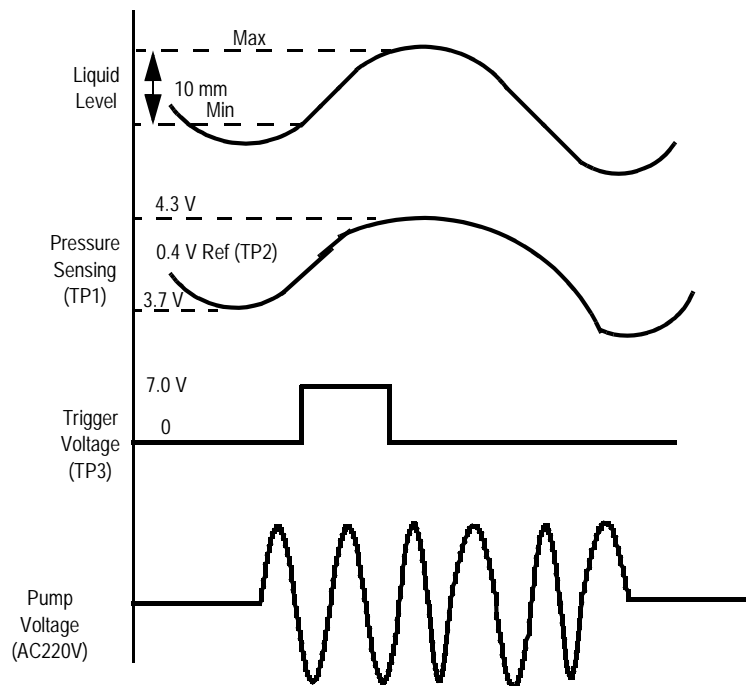 Max
Liquid
Level
10 mm
Min
4.3 V
Pressure
Sensing
(TP1)
0.4 V Ref (TP2)
3.7 V
7.0 V
Trigger
Voltage
(TP3)
0
Pump
Voltage
(AC220V)